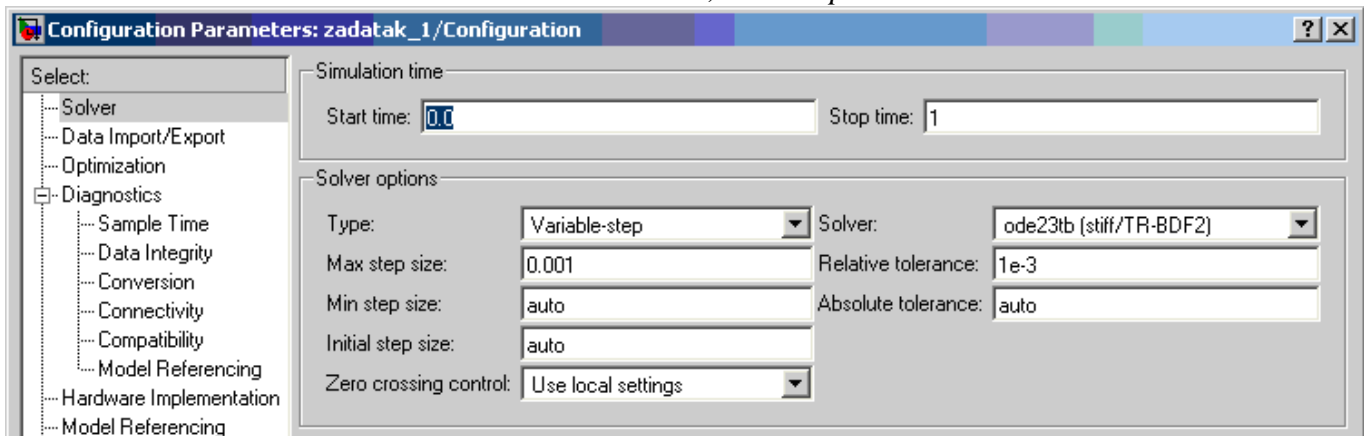 Configuration Parameters: zadatak_1/Configuration
Select:
Solver
Data Import/Export
Optimization
Diagnostics
Sample Time
Data Integrity
Conversion
Connectivity
Compatibility
Model Referencing
Hardware Implementation
Model Referencing
Simulation time
Start time: 0.0 Stop time: 1
Solver options
Type: Variable-step Solver: ode23tb (stiff/TR-BDF2)
Max step size: 0.001 Relative tolerance: 1e-3
Min step size: auto Absolute tolerance: auto
Initial step size: auto
Zero crossing control: Use local settings